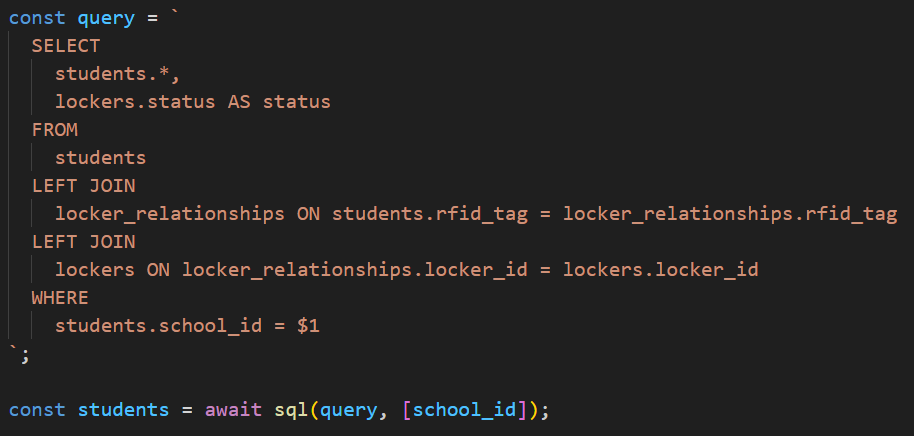 const query = `
SELECT
students.*,
lockers.status AS status
FROM
students
LEFT JOIN
locker_relationships ON students.rfid_tag = locker_relationships.rfid_tag
LEFT JOIN
lockers ON locker_relationships.locker_id = lockers.locker_id
WHERE
students.school_id = $1
`;
const students = await sql(query, [school_id]);